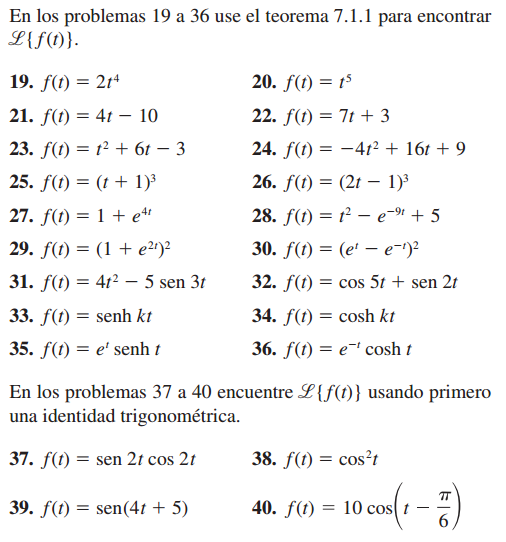 En los problemas 19 a 36 use el teorema 7.1.1 para encontrar
ℒ{f(t)}.
19. f(t) = 2t⁴
20. f(t) = t⁵
21. f(t) = 4t − 10
22. f(t) = 7t + 3
23. f(t) = t² + 6t − 3
24. f(t) = −4t² + 16t + 9
25. f(t) = (t + 1)³
26. f(t) = (2t − 1)³
27. f(t) = 1 + e⁴ᵗ
28. f(t) = t² − e⁻⁹ᵗ + 5
29. f(t) = (1 + e²ᵗ)²
30. f(t) = (eᵗ − e⁻ᵗ)²
31. f(t) = 4t² − 5 sen 3t
32. f(t) = cos 5t + sen 2t
33. f(t) = senh kt
34. f(t) = cosh kt
35. f(t) = eᵗ senh t
36. f(t) = e⁻ᵗ cosh t
En los problemas 37 a 40 encuentre ℒ{f(t)} usando primero
una identidad trigonométrica.
37. f(t) = sen 2t cos 2t
38. f(t) = cos²t
39. f(t) = sen(4t + 5)
40. f(t) = 10 cos(t − π/6)